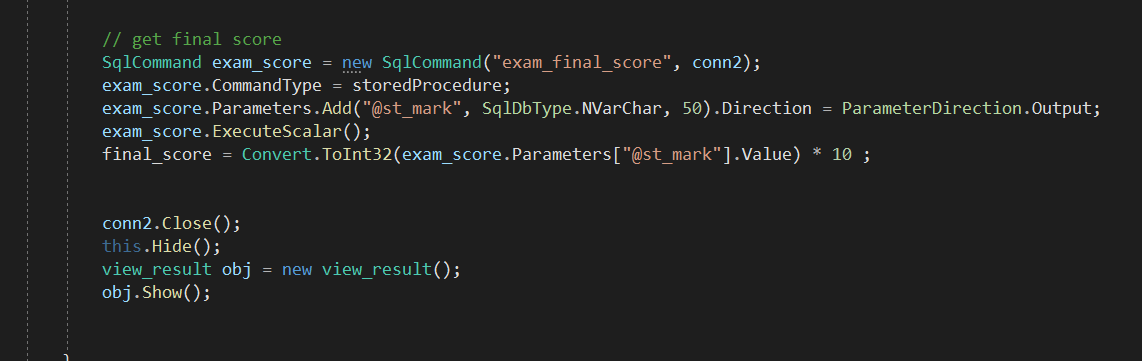 // get final score
SqlCommand exam_score = new SqlCommand("exam_final_score", conn2);
exam_score.CommandType = storedProcedure;
exam_score.Parameters.Add("@st_mark", SqlDbType.NVarChar, 50).Direction = ParameterDirection.Output;
exam_score.ExecuteScalar();
final_score = Convert.ToInt32(exam_score.Parameters["@st_mark"].Value) * 10 ;
conn2.Close();
this.Hide();
view_result obj = new view_result();
obj.Show();
}